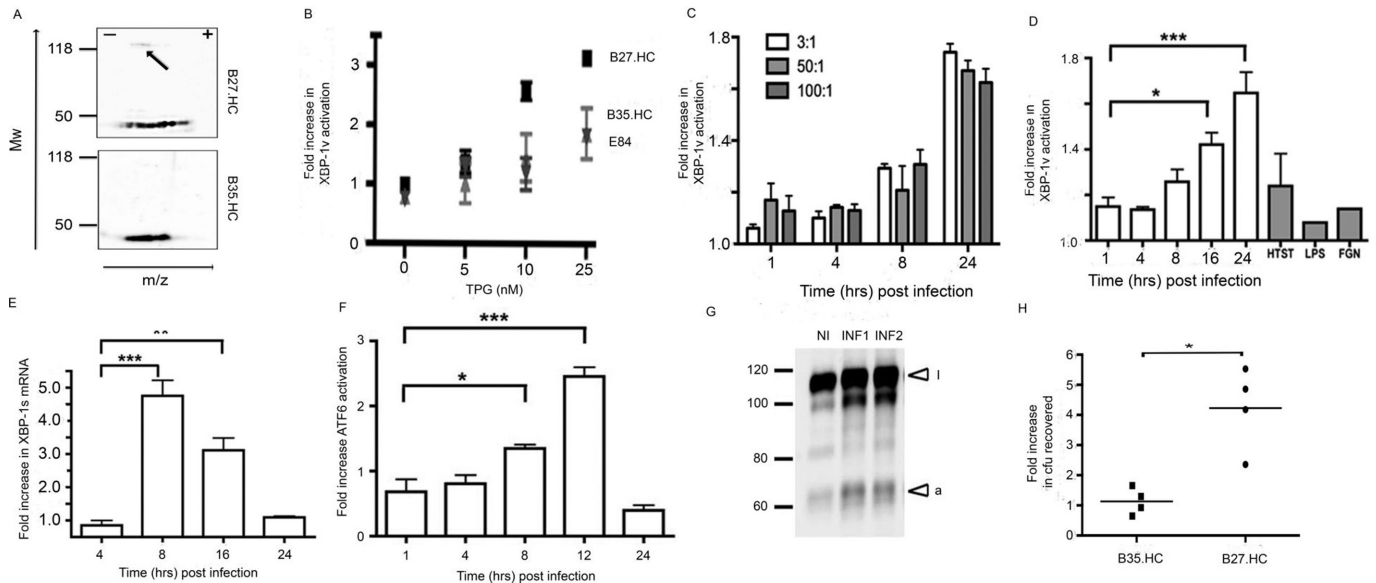 A
Mw
118
50
118
50
–
+
B27.HC
B35.HC
m/z
B
Fold increase in
XBP-1v activation
3
2
1
0
0
5
10
25
TPG (nM)
B27.HC
B35.HC
E84
C
Fold increase in
XBP-1v activation
1.8
1.4
1.0
3:1
50:1
100:1
1
4
8
24
Time (hrs) post infection
D
Fold increase in
XBP-1v activation
1.8
1.4
1.0
***
*
1
4
8
16
24
HTST
LPS
FGN
Time (hrs) post infection
E
Fold increase in XBP-1s mRNA
5.0
4.0
3.0
2.0
1.0
***
4
8
16
24
Time (hrs) post infection
F
Fold increase ATF6 activation
3
2
1
0
***
*
1
4
8
12
24
Time (hrs) post infection
G
NI
INF1
INF2
120
100
80
60
l
a
H
Fold increase
in cfu recovered
6
5
4
3
2
1
0
*
B35.HC
B27.HC